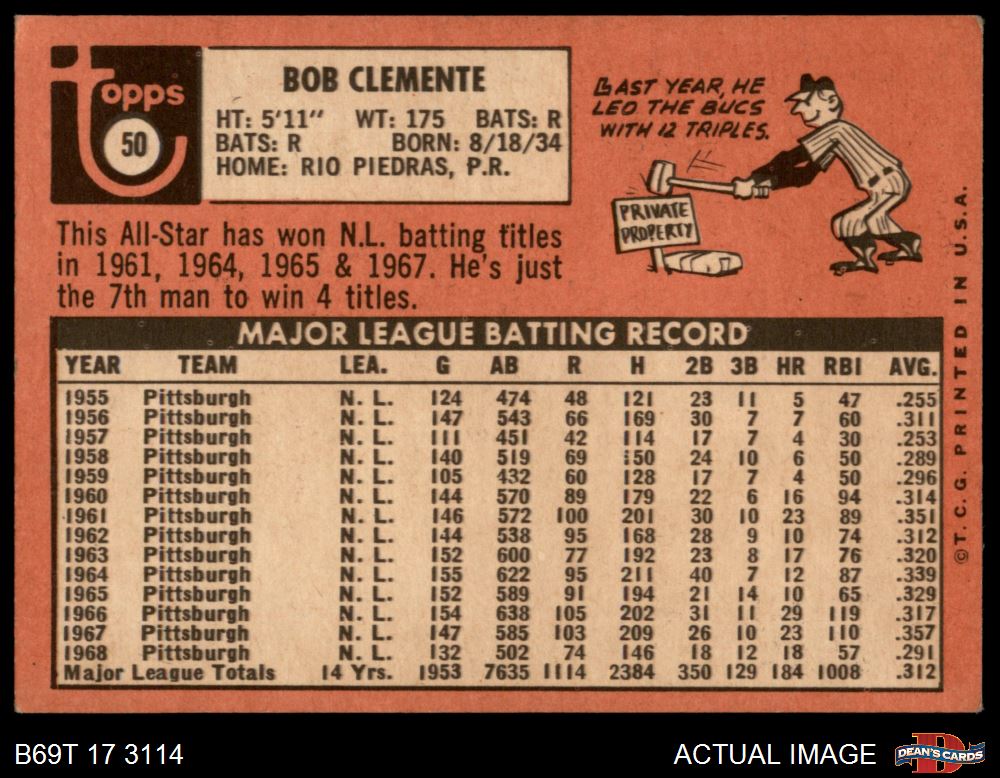 topps
50
BOB CLEMENTE
HT: 5'11" WT: 175 BATS: R
BATS: R BORN: 8/18/34
HOME: RIO PIEDRAS, P.R.
LAST YEAR, HE
LED THE BUCS
WITH 12 TRIPLES.
PRIVATE
PROPERTY
This All-Star has won N.L. batting titles
in 1961, 1964, 1965 & 1967. He's just
the 7th man to win 4 titles.
MAJOR LEAGUE BATTING RECORD
YEAR TEAM LEA. G AB R H 2B 3B HR RBI AVG.
1955 Pittsburgh N. L. 124 474 48 121 23 11 5 47 .255
1956 Pittsburgh N. L. 147 543 66 169 30 7 7 60 .311
1957 Pittsburgh N. L. 111 451 42 114 17 7 4 30 .253
1958 Pittsburgh N. L. 140 519 69 150 24 10 6 50 .289
1959 Pittsburgh N. L. 105 432 60 128 17 7 4 50 .296
1960 Pittsburgh N. L. 144 570 89 179 22 6 16 94 .314
1961 Pittsburgh N. L. 146 572 100 201 30 10 23 89 .351
1962 Pittsburgh N. L. 144 538 95 168 28 9 10 74 .312
1963 Pittsburgh N. L. 152 600 77 192 23 8 17 76 .320
1964 Pittsburgh N. L. 155 622 95 211 40 7 12 87 .339
1965 Pittsburgh N. L. 152 589 91 194 21 14 10 65 .329
1966 Pittsburgh N. L. 154 638 105 202 31 11 29 119 .317
1967 Pittsburgh N. L. 147 585 103 209 26 10 23 110 .357
1968 Pittsburgh N. L. 132 502 74 146 18 12 18 57 .291
Major League Totals 14 Yrs. 1953 7635 1114 2384 350 129 184 1008 .312
©T. C. G. PRINTED IN U.S.A.
B69T 17 3114
ACTUAL IMAGE
D
DEAN'S CARDS